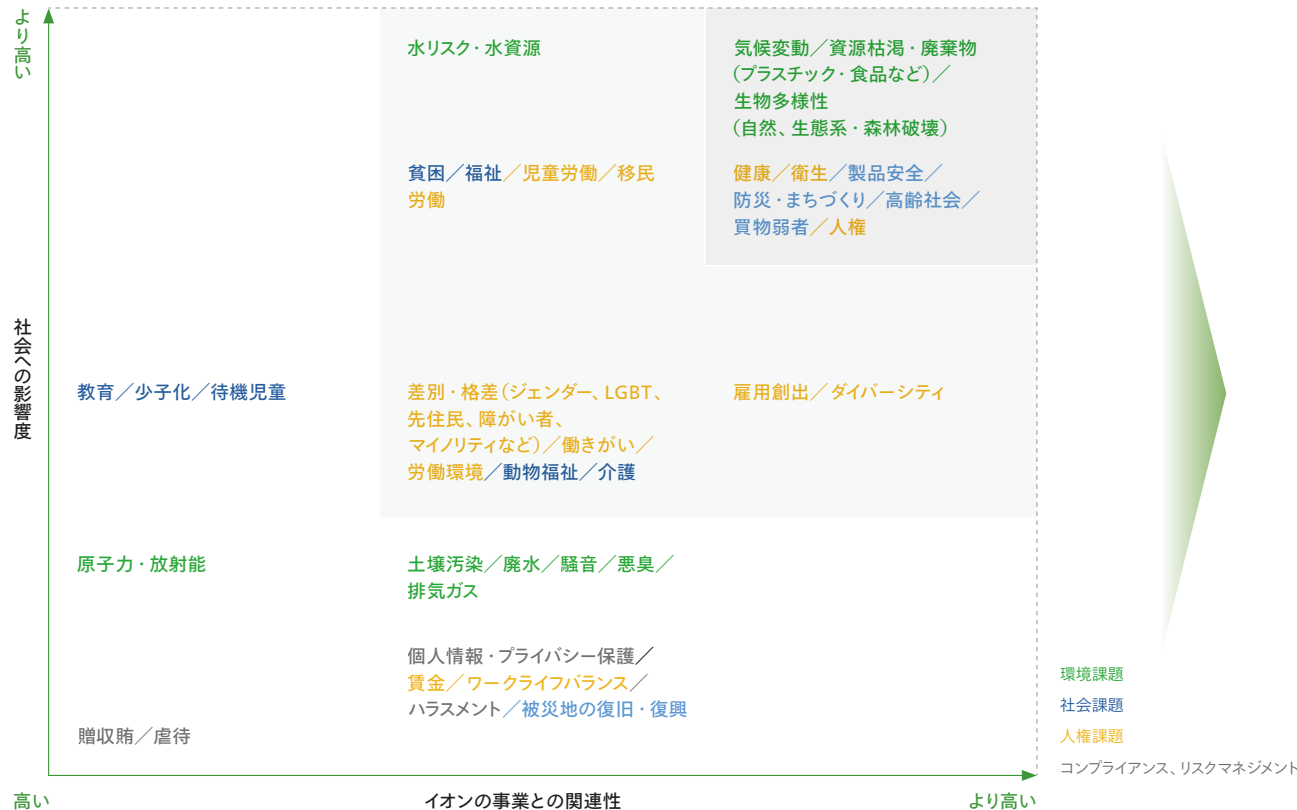 より高い
水リスク・水資源
気候変動／資源枯渇・廃棄物
（プラスチック・食品など）／
生物多様性
（自然、生態系・森林破壊）
貧困／福祉／児童労働／移民
労働
健康／衛生／製品安全／
防災・まちづくり／高齢社会／
買物弱者／人権
社会への影響度
教育／少子化／待機児童
差別・格差（ジェンダー、LGBT、
先住民、障がい者、
マイノリティなど）／働きがい／
労働環境／動物福祉／介護
雇用創出／ダイバーシティ
原子力・放射能
土壌汚染／廃水／騒音／悪臭／
排気ガス
個人情報・プライバシー保護／
賃金／ワークライフバランス／
ハラスメント／被災地の復旧・復興
贈収賄／虐待
環境課題
社会課題
人権課題
コンプライアンス、リスクマネジメント
高い
イオンの事業との関連性
より高い